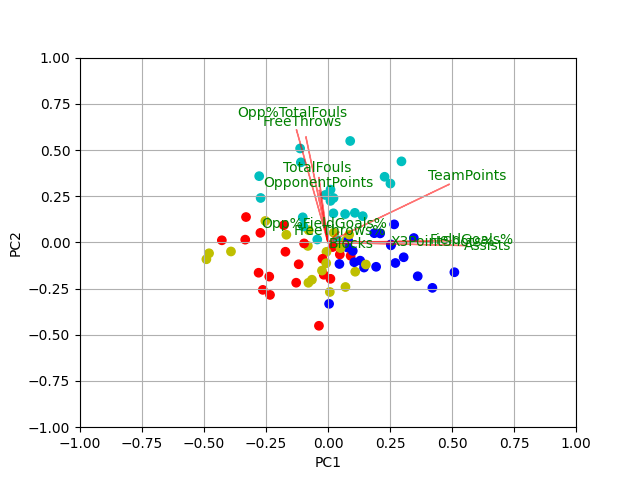 1.00
0.75
0.50
0.25
0.00
−0.25
−0.50
−0.75
−1.00
PC2
Opp%TotalFouls
FreeThrows
TotalFouls
OpponentPoints
TeamPoints
Opp%FieldGoals%
FreeThrows%
Blocks
X3PointShots%
FieldGoals%
Assists
−1.00 −0.75 −0.50 −0.25 0.00 0.25 0.50 0.75 1.00
PC1